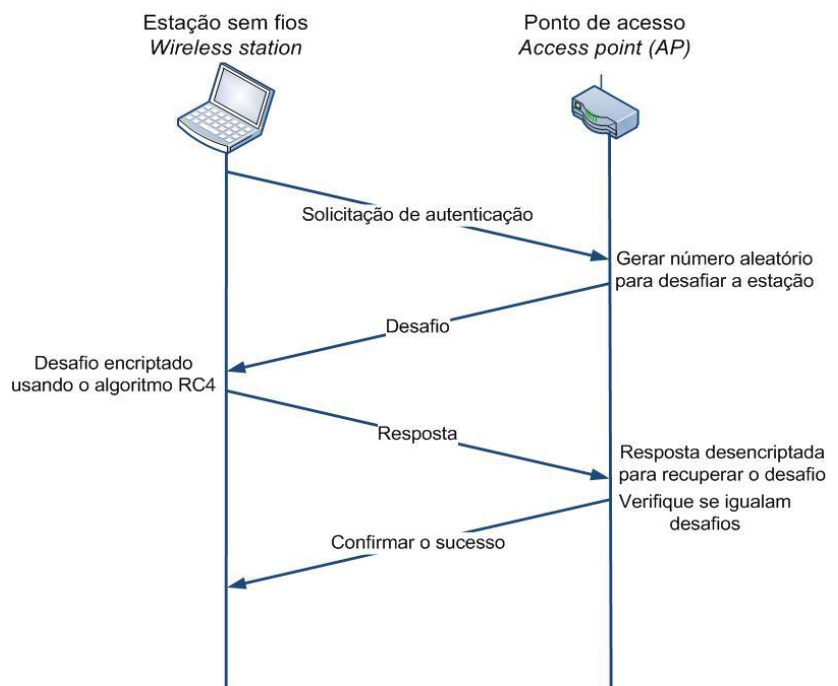 Estação sem fios
Wireless station
Ponto de acesso
Access point (AP)
Solicitação de autenticação
Gerar número aleatório
para desafiar a estação
Desafio
Desafio encriptado
usando o algoritmo RC4
Resposta
Resposta desencriptada
para recuperar o desafio
Verifique se igualam
desafios
Confirmar o sucesso